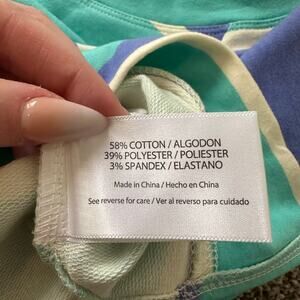 58% COTTON / ALGODON
39% POLYESTER / POLIESTER
3% SPANDEX / ELASTANO
Made in China / Hecho en China
See reverse for care / Ver al reverso para cuidado